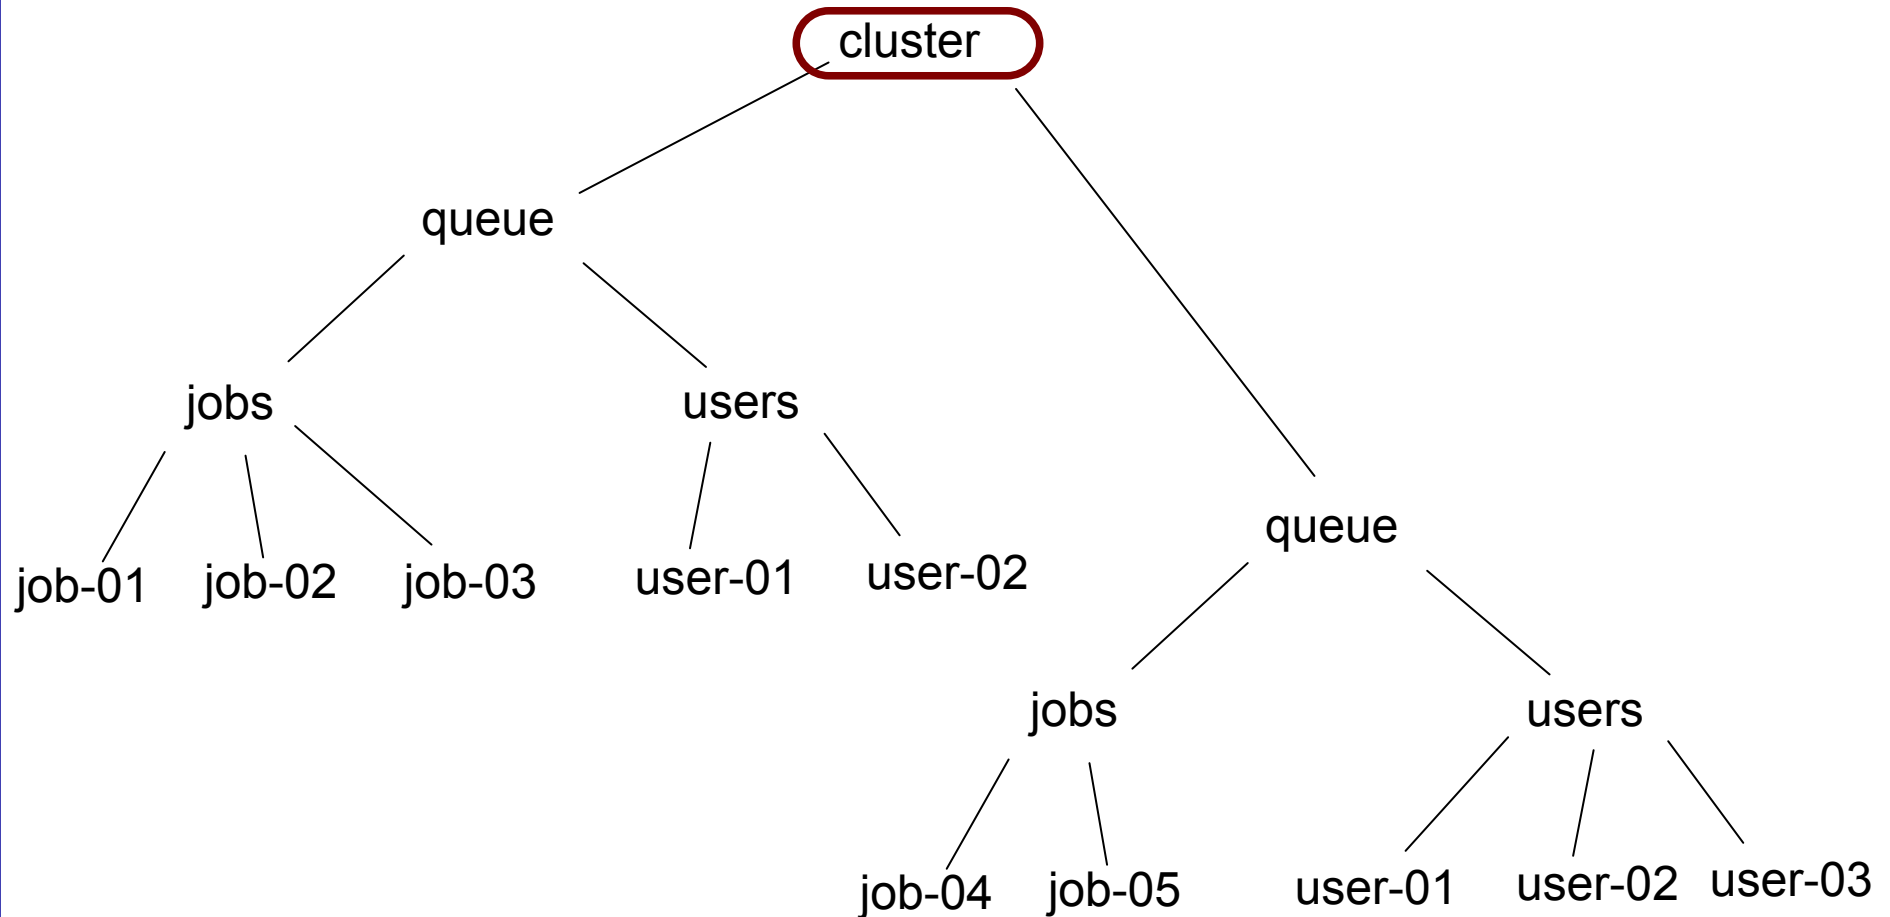 cluster
queue
jobs
users
job-01
job-02
job-03
user-01
user-02
queue
jobs
users
job-04
job-05
user-01
user-02
user-03